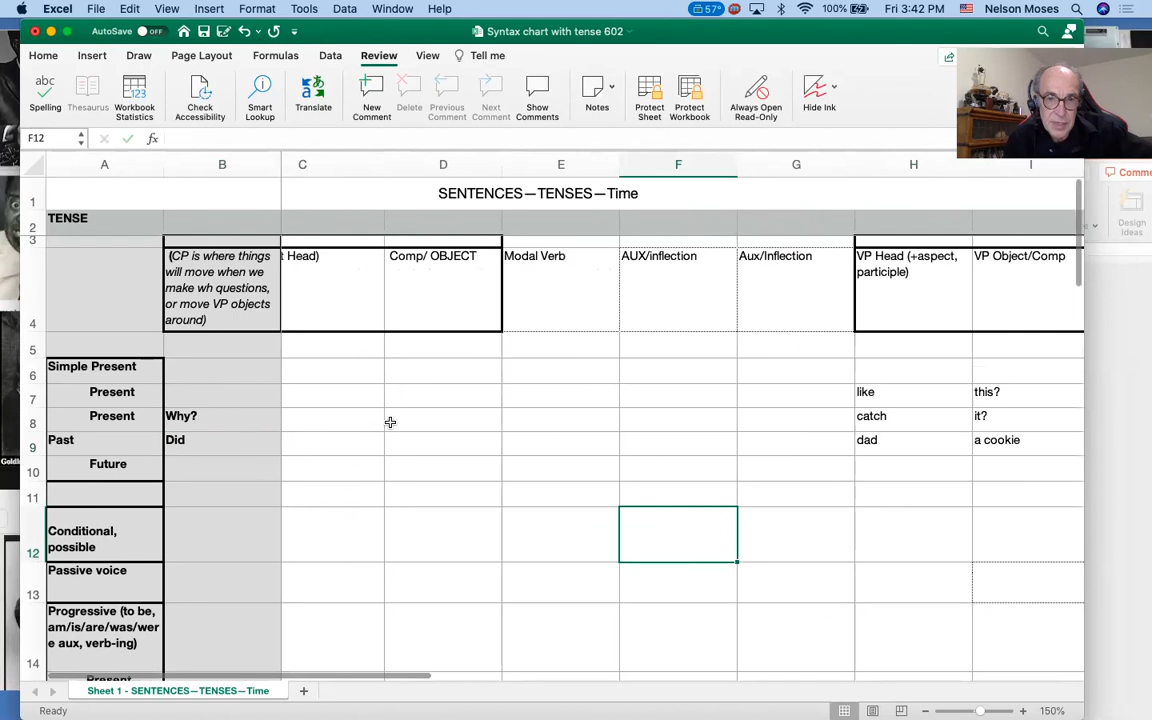 Excel File Edit View Insert Format Tools Data Window Help 57° 100% Fri 3:42 PM Nelson Moses
AutoSave OFF Syntax chart with tense 602
Home Insert Draw Page Layout Formulas Data Review View Tell me
abc
Spelling Thesaurus Workbook Statistics Check Accessibility Smart Lookup Translate New Comment Delete Previous Comment Next Comment Show Comments Notes Protect Sheet Protect Workbook Always Open Read-Only Hide Ink
Comme
Design
Ideas
F12 fx
A B C D E F G H I
1 SENTENCES—TENSES—Time
2 TENSE
3
4 (CP is where things
will move when we
make wh questions,
or move VP objects
around)
t Head) Comp/ OBJECT Modal Verb AUX/inflection Aux/Inflection VP Head (+aspect, VP Object/Comp
participle)
5
6 Simple Present
7 Present like this?
8 Present Why? catch it?
9 Past Did dad a cookie
10 Future
11
12 Conditional,
possible
13 Passive voice
14 Progressive (to be,
am/is/are/was/wer
e aux, verb-ing)
Present
Sheet 1 - SENTENCES—TENSES—Time
Ready 150%